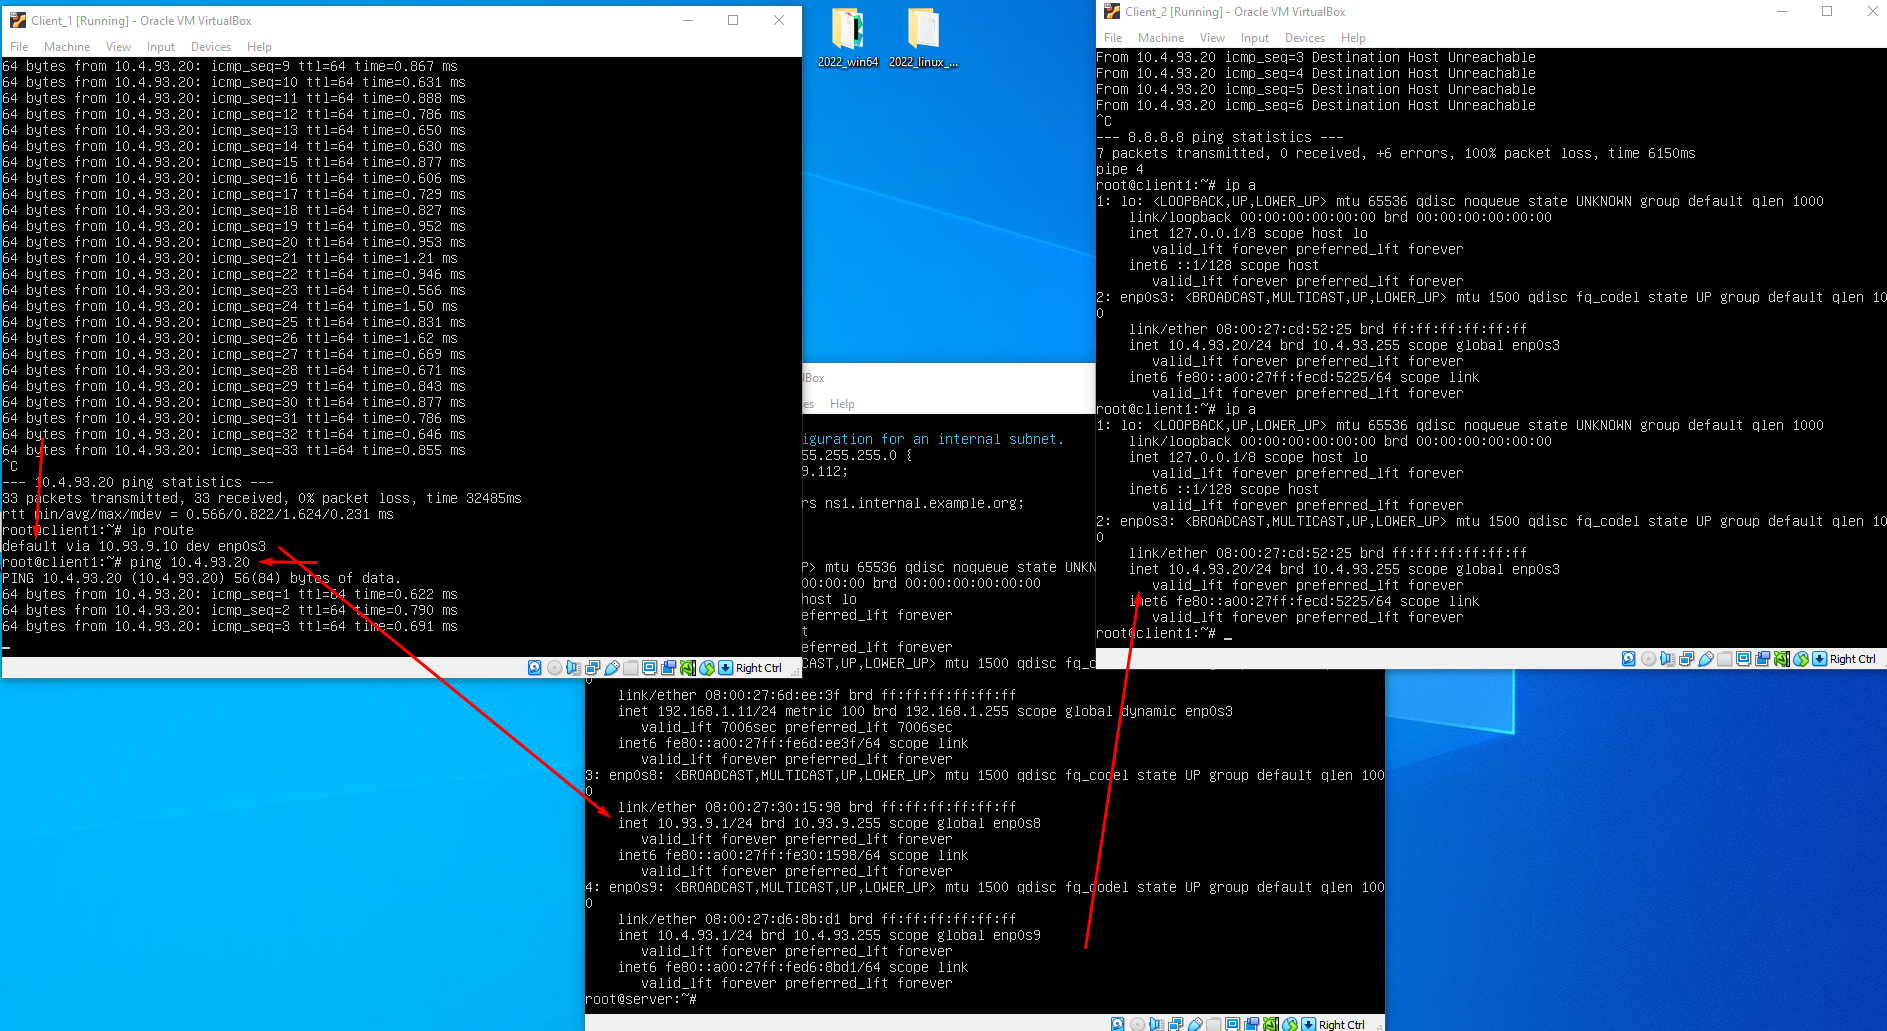 Client_1 [Running] - Oracle VM VirtualBox
File Machine View Input Devices Help
64 bytes from 10.4.93.20: icmp_seq=9 ttl=64 time=0.867 ms
64 bytes from 10.4.93.20: icmp_seq=10 ttl=64 time=0.631 ms
64 bytes from 10.4.93.20: icmp_seq=11 ttl=64 time=0.888 ms
64 bytes from 10.4.93.20: icmp_seq=12 ttl=64 time=0.786 ms
64 bytes from 10.4.93.20: icmp_seq=13 ttl=64 time=0.650 ms
64 bytes from 10.4.93.20: icmp_seq=14 ttl=64 time=0.630 ms
64 bytes from 10.4.93.20: icmp_seq=15 ttl=64 time=0.877 ms
64 bytes from 10.4.93.20: icmp_seq=16 ttl=64 time=0.606 ms
64 bytes from 10.4.93.20: icmp_seq=17 ttl=64 time=0.729 ms
64 bytes from 10.4.93.20: icmp_seq=18 ttl=64 time=0.827 ms
64 bytes from 10.4.93.20: icmp_seq=19 ttl=64 time=0.952 ms
64 bytes from 10.4.93.20: icmp_seq=20 ttl=64 time=0.953 ms
64 bytes from 10.4.93.20: icmp_seq=21 ttl=64 time=1.21 ms
64 bytes from 10.4.93.20: icmp_seq=22 ttl=64 time=0.946 ms
64 bytes from 10.4.93.20: icmp_seq=23 ttl=64 time=0.566 ms
64 bytes from 10.4.93.20: icmp_seq=24 ttl=64 time=1.50 ms
64 bytes from 10.4.93.20: icmp_seq=25 ttl=64 time=0.831 ms
64 bytes from 10.4.93.20: icmp_seq=26 ttl=64 time=1.62 ms
64 bytes from 10.4.93.20: icmp_seq=27 ttl=64 time=0.669 ms
64 bytes from 10.4.93.20: icmp_seq=28 ttl=64 time=0.671 ms
64 bytes from 10.4.93.20: icmp_seq=29 ttl=64 time=0.843 ms
64 bytes from 10.4.93.20: icmp_seq=30 ttl=64 time=0.877 ms
64 bytes from 10.4.93.20: icmp_seq=31 ttl=64 time=0.786 ms
64 bytes from 10.4.93.20: icmp_seq=32 ttl=64 time=0.646 ms
64 bytes from 10.4.93.20: icmp_seq=33 ttl=64 time=0.855 ms
^C
--- 10.4.93.20 ping statistics ---
33 packets transmitted, 33 received, 0% packet loss, time 32485ms
rtt min/avg/max/mdev = 0.566/0.822/1.624/0.231 ms
root@client1:~# ip route
default via 10.93.9.10 dev enp0s3
root@client1:~# ping 10.4.93.20
PING 10.4.93.20 (10.4.93.20) 56(84) bytes of data.
64 bytes from 10.4.93.20: icmp_seq=1 ttl=64 time=0.622 ms
64 bytes from 10.4.93.20: icmp_seq=2 ttl=64 time=0.790 ms
64 bytes from 10.4.93.20: icmp_seq=3 ttl=64 time=0.691 ms
Right Ctrl
2022_win64
2022_linux_...
Client_2 [Running] - Oracle VM VirtualBox
File Machine View Input Devices Help
From 10.4.93.20 icmp_seq=3 Destination Host Unreachable
From 10.4.93.20 icmp_seq=4 Destination Host Unreachable
From 10.4.93.20 icmp_seq=5 Destination Host Unreachable
From 10.4.93.20 icmp_seq=6 Destination Host Unreachable
^C
--- 8.8.8.8 ping statistics ---
7 packets transmitted, 0 received, +6 errors, 100% packet loss, time 6150ms
pipe 4
root@client1:~# ip a
1: lo: <LOOPBACK,UP,LOWER_UP> mtu 65536 qdisc noqueue state UNKNOWN group default qlen 1000
link/loopback 00:00:00:00:00:00 brd 00:00:00:00:00:00
inet 127.0.0.1/8 scope host lo
valid_lft forever preferred_lft forever
inet6 ::1/128 scope host
valid_lft forever preferred_lft forever
2: enp0s3: <BROADCAST,MULTICAST,UP,LOWER_UP> mtu 1500 qdisc fq_codel state UP group default qlen 10
0
link/ether 08:00:27:cd:52:25 brd ff:ff:ff:ff:ff:ff
inet 10.4.93.20/24 brd 10.4.93.255 scope global enp0s3
valid_lft forever preferred_lft forever
inet6 fe80::a00:27ff:fecd:5225/64 scope link
valid_lft forever preferred_lft forever
root@client1:~# ip a
1: lo: <LOOPBACK,UP,LOWER_UP> mtu 65536 qdisc noqueue state UNKNOWN group default qlen 1000
link/loopback 00:00:00:00:00:00 brd 00:00:00:00:00:00
inet 127.0.0.1/8 scope host lo
valid_lft forever preferred_lft forever
inet6 ::1/128 scope host
valid_lft forever preferred_lft forever
2: enp0s3: <BROADCAST,MULTICAST,UP,LOWER_UP> mtu 1500 qdisc fq_codel state UP group default qlen 10
0
link/ether 08:00:27:cd:52:25 brd ff:ff:ff:ff:ff:ff
inet 10.4.93.20/24 brd 10.4.93.255 scope global enp0s3
valid_lft forever preferred_lft forever
inet6 fe80::a00:27ff:fecd:5225/64 scope link
valid_lft forever preferred_lft forever
root@client1:~# _
Right Ctrl
lBox
es Help
iguration for an internal subnet.
55.255.255.0 {
9.112;
rs ns1.internal.example.org;
P> mtu 65536 qdisc noqueue state UNKN
00:00:00 brd 00:00:00:00:00:00
host lo
eferred_lft forever
t
eferred_lft forever
CAST,UP,LOWER_UP> mtu 1500 qdisc fq_c
0
link/ether 08:00:27:6d:ee:3f brd ff:ff:ff:ff:ff:ff
inet 192.168.1.11/24 metric 100 brd 192.168.1.255 scope global dynamic enp0s3
valid_lft 7006sec preferred_lft 7006sec
inet6 fe80::a00:27ff:fe6d:ee3f/64 scope link
valid_lft forever preferred_lft forever
3: enp0s8: <BROADCAST,MULTICAST,UP,LOWER_UP> mtu 1500 qdisc fq_codel state UP group default qlen 100
0
link/ether 08:00:27:30:15:98 brd ff:ff:ff:ff:ff:ff
inet 10.93.9.1/24 brd 10.93.9.255 scope global enp0s8
valid_lft forever preferred_lft forever
inet6 fe80::a00:27ff:fe30:1598/64 scope link
valid_lft forever preferred_lft forever
4: enp0s9: <BROADCAST,MULTICAST,UP,LOWER_UP> mtu 1500 qdisc fq_codel state UP group default qlen 100
0
link/ether 08:00:27:d6:8b:d1 brd ff:ff:ff:ff:ff:ff
inet 10.4.93.1/24 brd 10.4.93.255 scope global enp0s9
valid_lft forever preferred_lft forever
inet6 fe80::a00:27ff:fed6:8bd1/64 scope link
valid_lft forever preferred_lft forever
root@server:~#
Right Ctrl